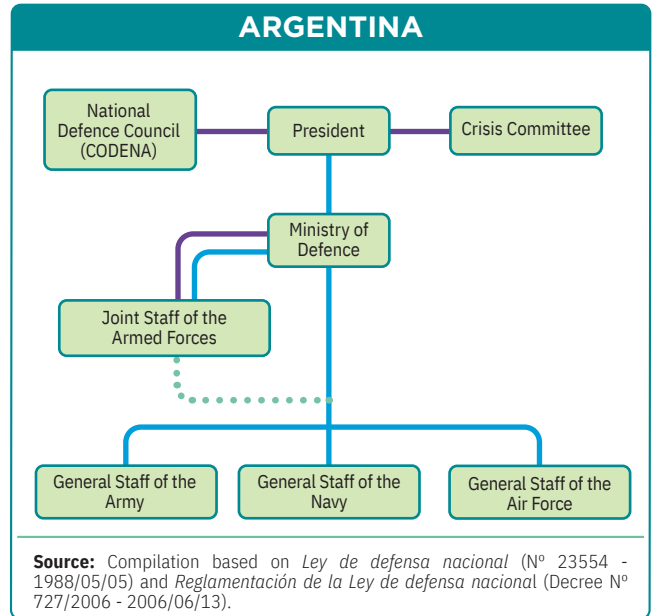 ARGENTINA
National
Defence Council
(CODENA)
President
Crisis Committee
Ministry of
Defence
Joint Staff of the
Armed Forces
General Staff of the
Army
General Staff of the
Navy
General Staff of the
Air Force
Source: Compilation based on Ley de defensa nacional (Nº 23554 -
1988/05/05) and Reglamentación de la Ley de defensa nacional (Decree Nº
727/2006 - 2006/06/13).